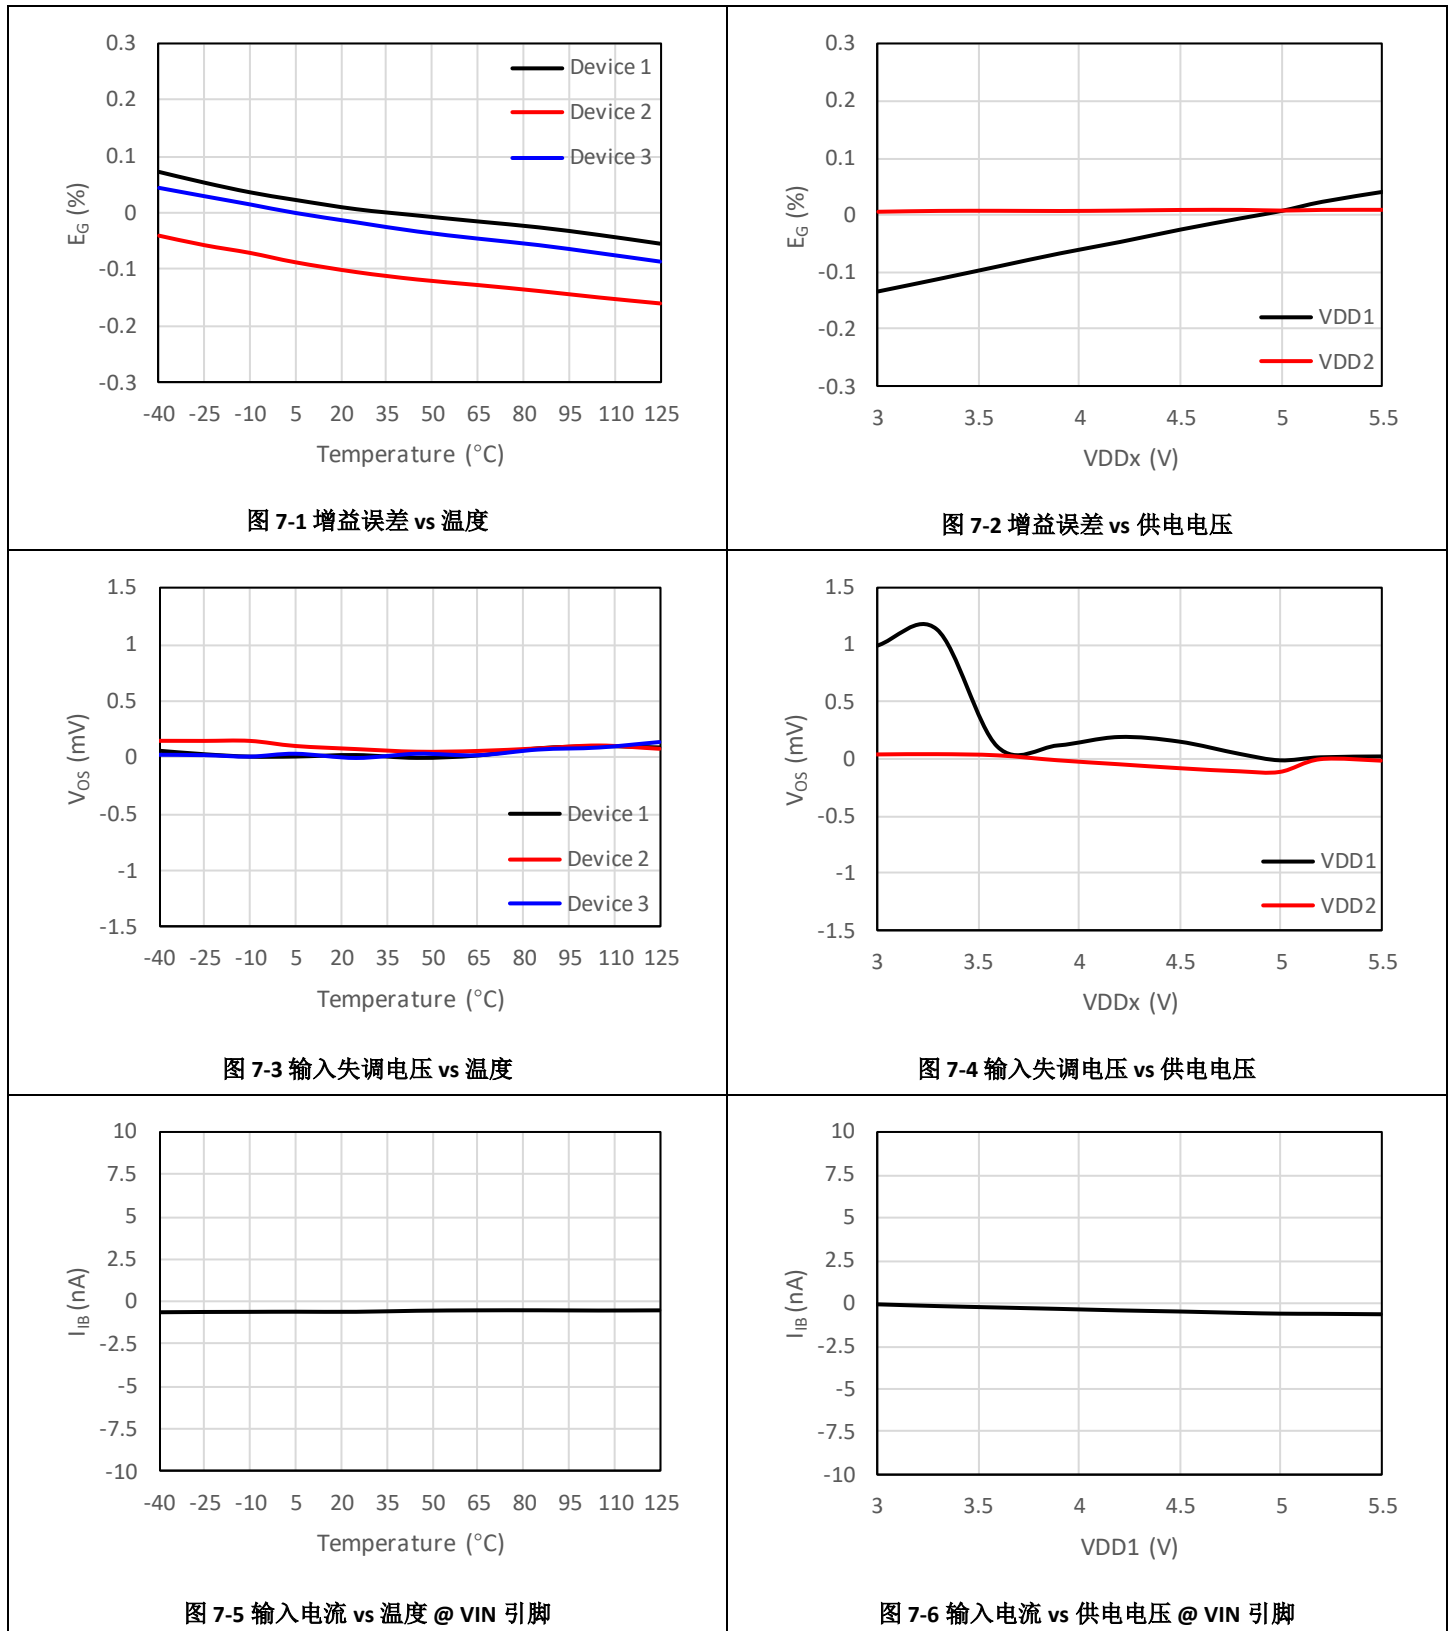 0.3
0.2
0.1
0
-0.1
-0.2
-0.3
E_G (%)
Device 1
Device 2
Device 3
-40 -25 -10 5 20 35 50 65 80 95 110 125
Temperature (°C)
图 7-1 增益误差 vs 温度
0.3
0.2
0.1
0
-0.1
-0.2
-0.3
E_G (%)
VDD1
VDD2
3 3.5 4 4.5 5 5.5
VDDx (V)
图 7-2 增益误差 vs 供电电压
1.5
1
0.5
0
-0.5
-1
-1.5
V_OS (mV)
Device 1
Device 2
Device 3
-40 -25 -10 5 20 35 50 65 80 95 110 125
Temperature (°C)
图 7-3 输入失调电压 vs 温度
1.5
1
0.5
0
-0.5
-1
-1.5
V_OS (mV)
VDD1
VDD2
3 3.5 4 4.5 5 5.5
VDDx (V)
图 7-4 输入失调电压 vs 供电电压
10
7.5
5
2.5
0
-2.5
-5
-7.5
-10
I_IB (nA)
-40 -25 -10 5 20 35 50 65 80 95 110 125
Temperature (°C)
图 7-5 输入电流 vs 温度 @ VIN 引脚
10
7.5
5
2.5
0
-2.5
-5
-7.5
-10
I_IB (nA)
3 3.5 4 4.5 5 5.5
VDD1 (V)
图 7-6 输入电流 vs 供电电压 @ VIN 引脚